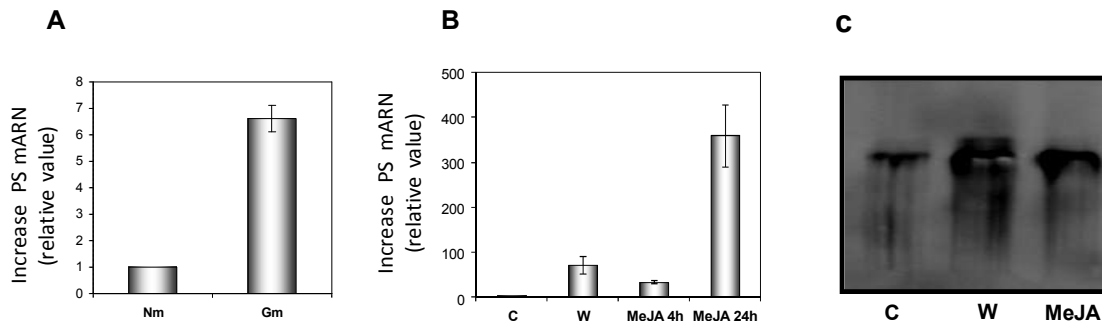 A
Increase PS mARN
(relative value)
8
7
6
5
4
3
2
1
0
Nm
Gm
B
Increase PS mARN
(relative value)
500
400
300
200
100
0
C
W
MeJA 4h
MeJA 24h
C
C
W
MeJA